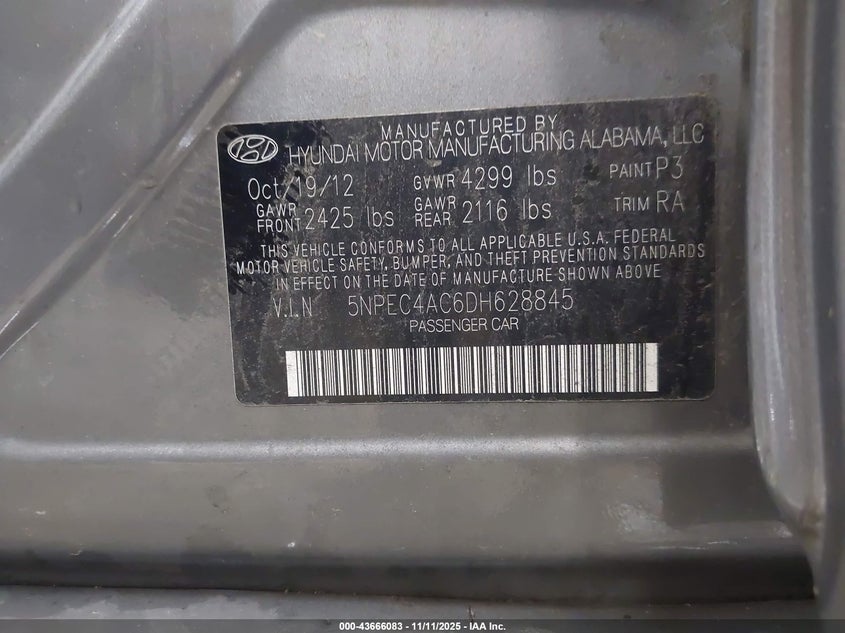 MANUFACTURED BY
HYUNDAI MOTOR MANUFACTURING ALABAMA, LLC
Oct/19/12 GVWR 4299 lbs PAINT P3
GAWR FRONT 2425 lbs GAWR REAR 2116 lbs TRIM RA
THIS VEHICLE CONFORMS TO ALL APPLICABLE U.S.A. FEDERAL
MOTOR VEHICLE SAFETY, BUMPER, AND THEFT PREVENTION STANDARDS
IN EFFECT ON THE DATE OF MANUFACTURE SHOWN ABOVE.
V.I.N 5NPEC4AC6DH628845
PASSENGER CAR
000-43666083 - 11/11/2025 - IAA Inc.